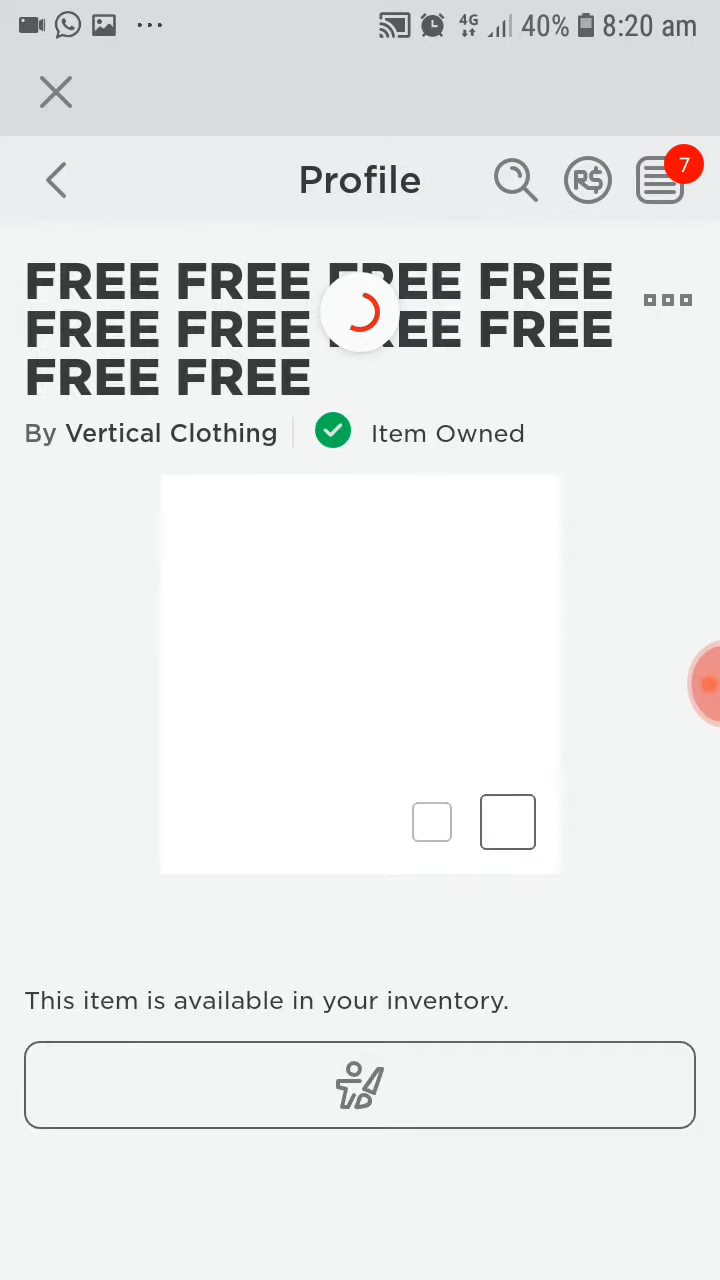 4G 40% 8:20 am
Profile
R$
7
FREE FREE FREE FREE
FREE FREE FREE FREE
FREE FREE
By Vertical Clothing
Item Owned
This item is available in your inventory.